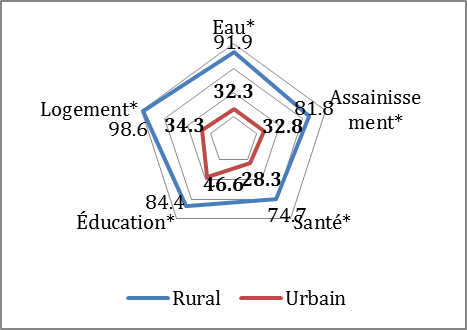 Eau*
91.9
32.3
Assainisse
ment*
81.8
32.8
Logement*
98.6
34.3
46.6
28.3
84.4
Éducation*
74.7
Santé*
Rural
Urbain